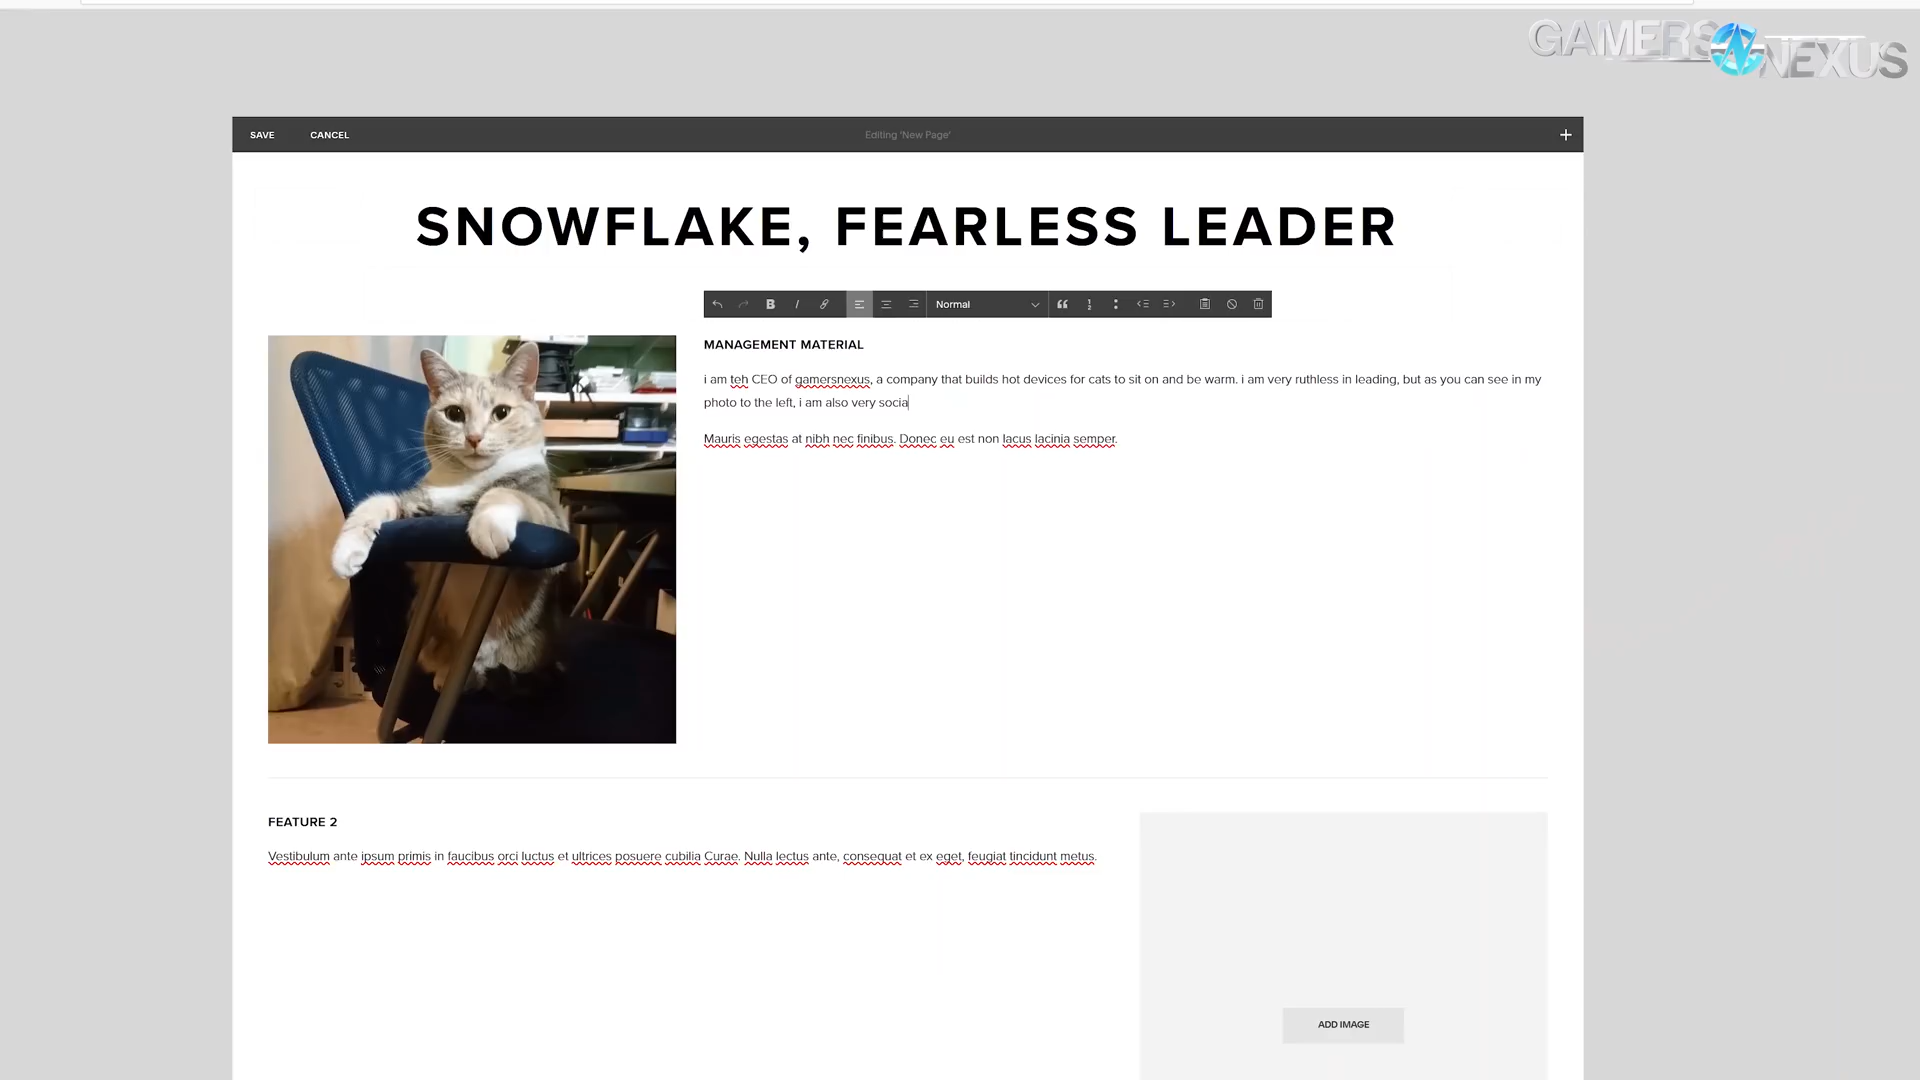 GAMERS NEXUS
SAVE CANCEL Editing 'New Page' +
SNOWFLAKE, FEARLESS LEADER
B I Normal
MANAGEMENT MATERIAL
i am teh CEO of gamersnexus, a company that builds hot devices for cats to sit on and be warm. i am very ruthless in leading, but as you can see in my
photo to the left, i am also very socia
Mauris egestas at nibh nec finibus. Donec eu est non lacus lacinia semper.
FEATURE 2
Vestibulum ante ipsum primis in faucibus orci luctus et ultrices posuere cubilia Curae. Nulla lectus ante, consequat et ex eget, feugiat tincidunt metus.
ADD IMAGE